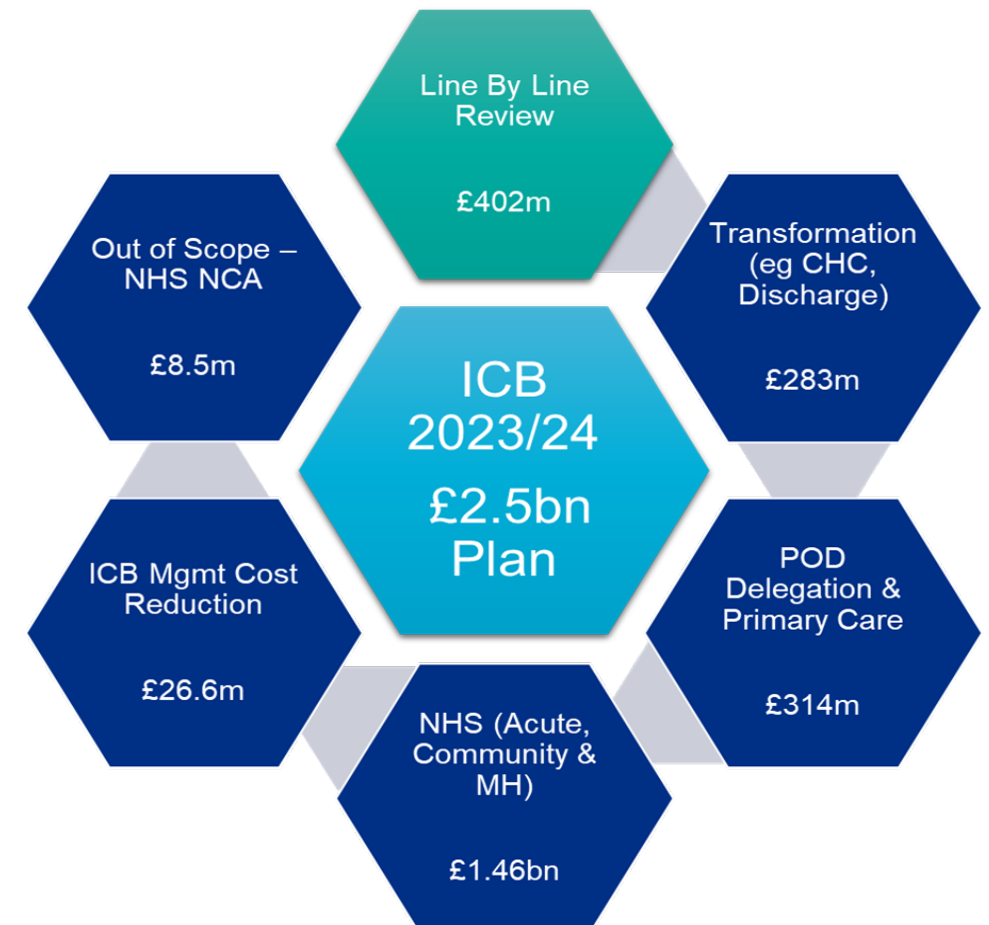 Line By Line
Review
£402m
Transformation
(eg CHC,
Discharge)
£283m
POD
Delegation &
Primary Care
£314m
NHS (Acute,
Community &
MH)
£1.46bn
ICB Mgmt Cost
Reduction
£26.6m
Out of Scope –
NHS NCA
£8.5m
ICB
2023/24
£2.5bn
Plan